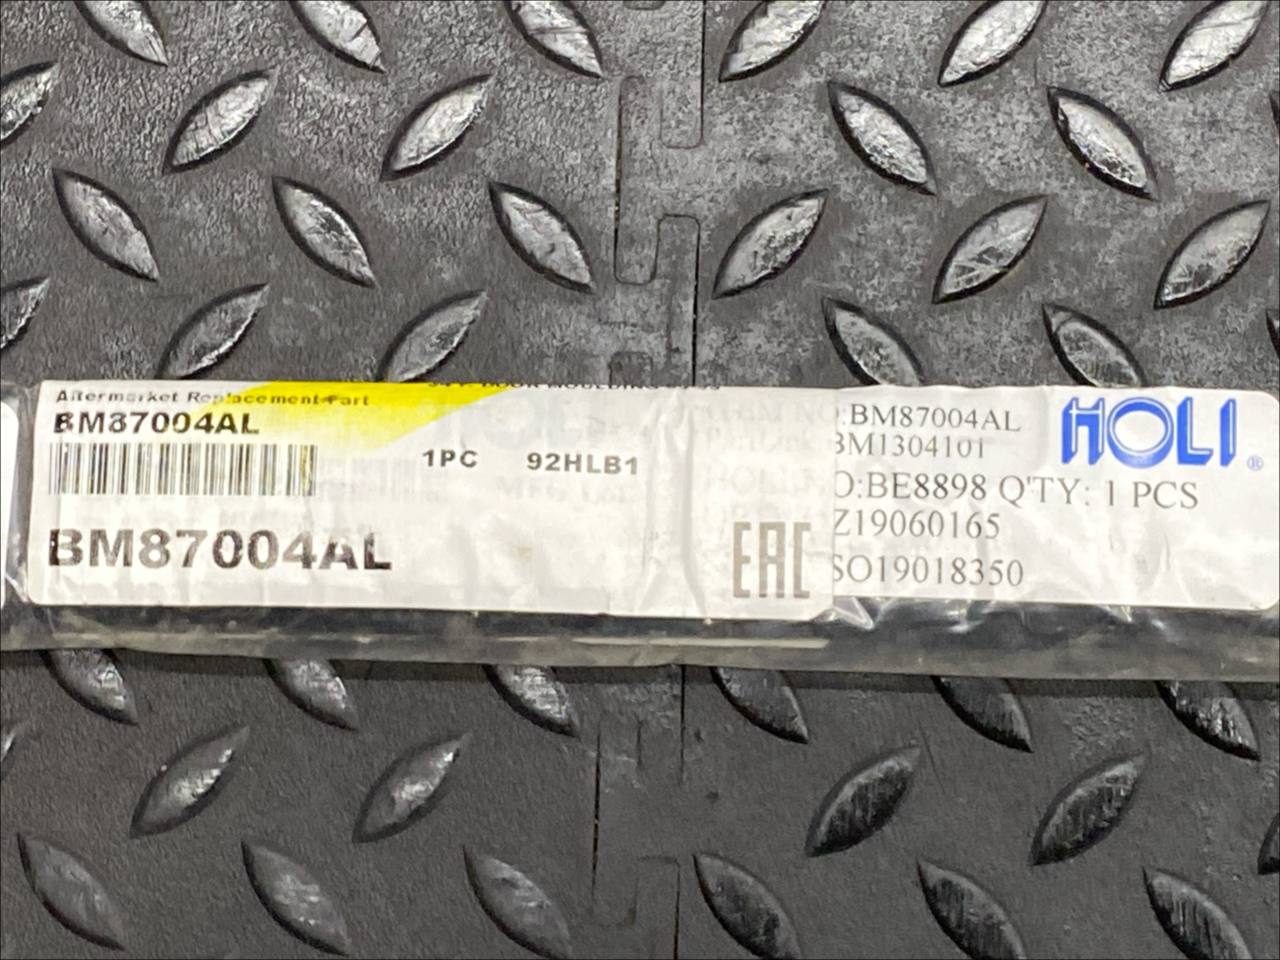 Aftermarket Replacement Part
BM87004AL
1PC 92HLB1
BM87004AL
EAC
:BM87004AL
BM1304101
O:BE8898 Q'TY: 1 PCS
Z19060165
SO19018350
HOLI ®